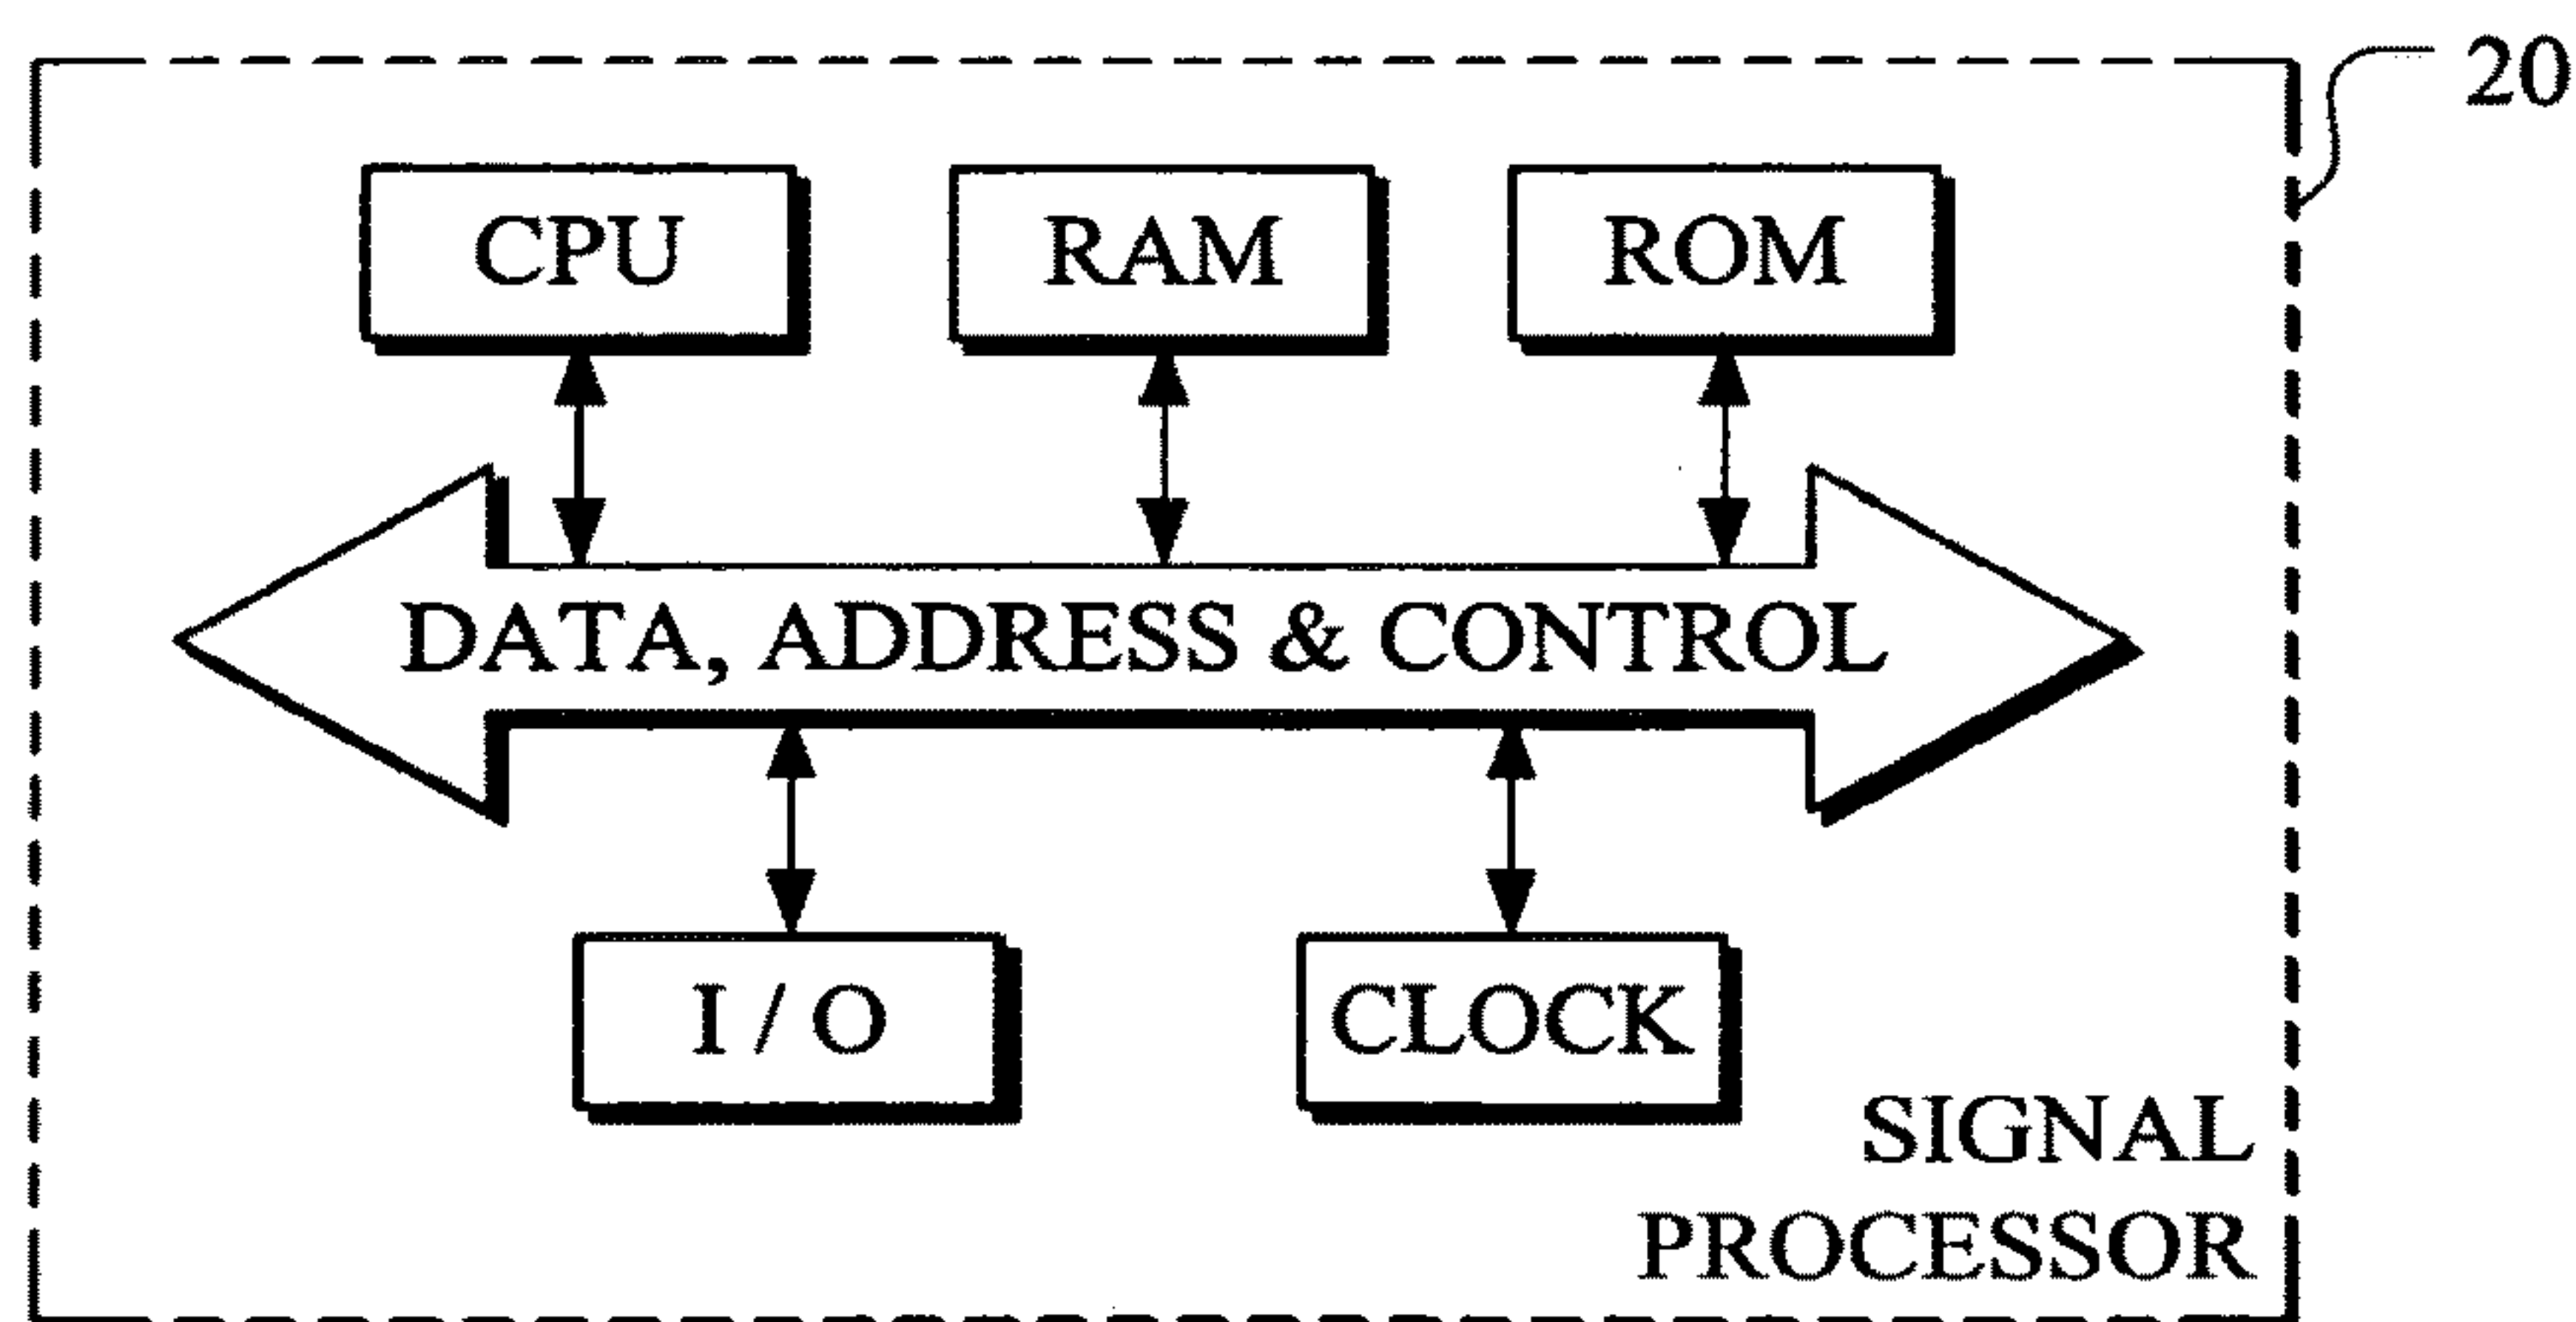 20
CPU
RAM
ROM
DATA, ADDRESS & CONTROL
I / O
CLOCK
SIGNAL
PROCESSOR